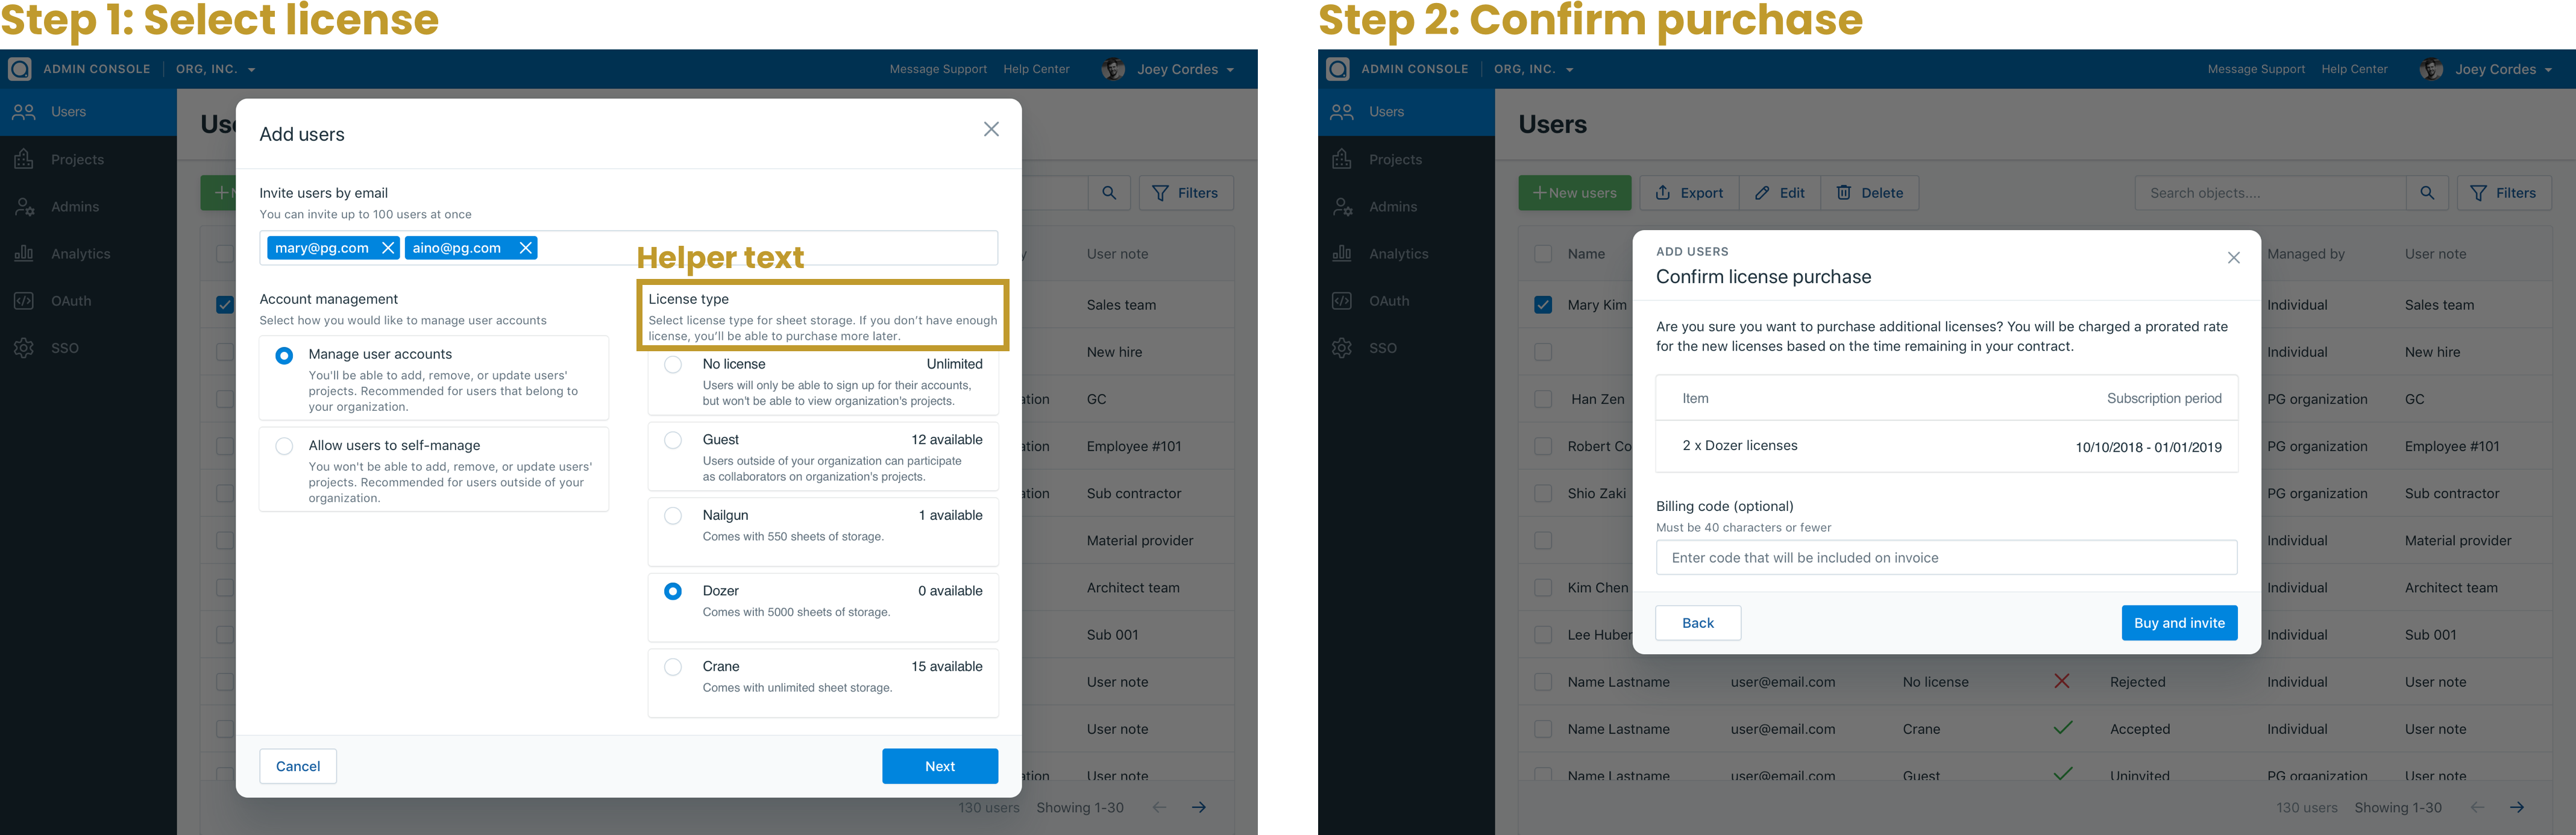 Step 1: Select license
ADMIN CONSOLE ORG, INC. Message Support Help Center Joey Cordes
Users
Projects
Admins
Analytics
OAuth
SSO
Add users
Invite users by email
You can invite up to 100 users at once
mary@pg.com aino@pg.com
Account management
Select how you would like to manage user accounts
Manage user accounts
You'll be able to add, remove, or update users'
projects. Recommended for users that belong to
your organization.
Allow users to self-manage
You won't be able to add, remove, or update users'
projects. Recommended for users outside of your
organization.
Helper text
License type
Select license type for sheet storage. If you don't have enough
license, you'll be able to purchase more later.
No license Unlimited
Users will only be able to sign up for their accounts,
but won't be able to view organization's projects.
Guest 12 available
Users outside of your organization can participate
as collaborators on organization's projects.
Nailgun 1 available
Comes with 550 sheets of storage.
Dozer 0 available
Comes with 5000 sheets of storage.
Crane 15 available
Comes with unlimited sheet storage.
Cancel Next
Filters
User note
Sales team
New hire
GC
Employee #101
Sub contractor
Material provider
Architect team
Sub 001
User note
User note
User note
130 users Showing 1-30
Step 2: Confirm purchase
ADMIN CONSOLE ORG, INC. Message Support Help Center Joey Cordes
Users
Projects
Admins
Analytics
OAuth
SSO
Users
+New users Export Edit Delete Search objects.... Filters
Name Managed by User note
Mary Kim Individual Sales team
Individual New hire
Han Zen PG organization GC
Robert Co PG organization Employee #101
Shio Zaki PG organization Sub contractor
Individual Material provider
Kim Chen Individual Architect team
Lee Huber Individual Sub 001
Name Lastname user@email.com No license Rejected Individual User note
Name Lastname user@email.com Crane Accepted Individual User note
Name Lastname user@email.com Guest Uninvited PG organization User note
130 users Showing 1-30
ADD USERS
Confirm license purchase
Are you sure you want to purchase additional licenses? You will be charged a prorated rate
for the new licenses based on the time remaining in your contract.
Item Subscription period
2 x Dozer licenses 10/10/2018 - 01/01/2019
Billing code (optional)
Must be 40 characters or fewer
Enter code that will be included on invoice
Back Buy and invite